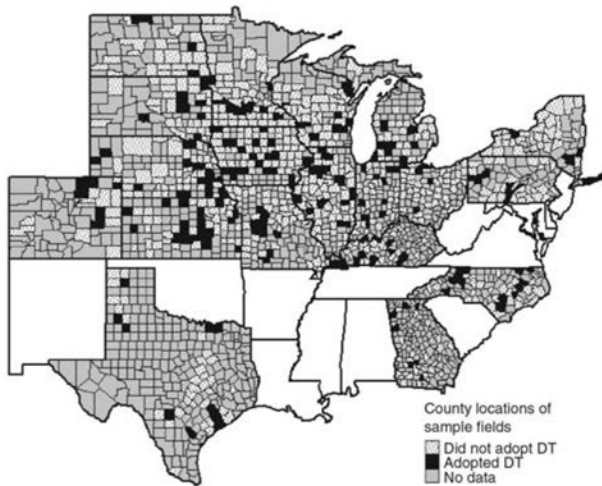 County locations of
sample fields
Did not adopt DT
Adopted DT
No data